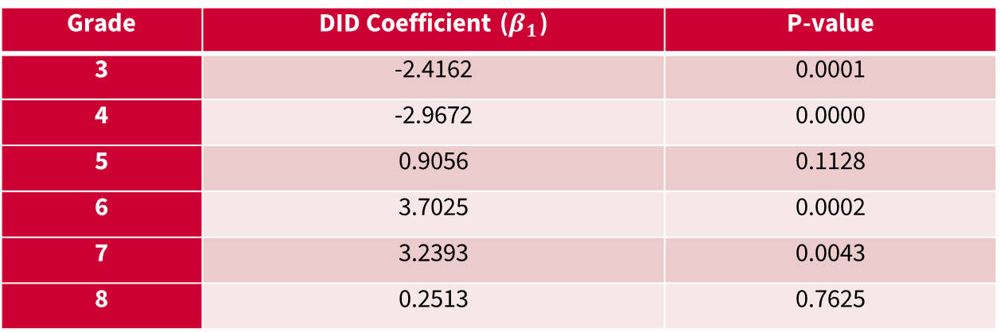 Grade DID Coefficient (β₁) P-value
3 -2.4162 0.0001
4 -2.9672 0.0000
5 0.9056 0.1128
6 3.7025 0.0002
7 3.2393 0.0043
8 0.2513 0.7625